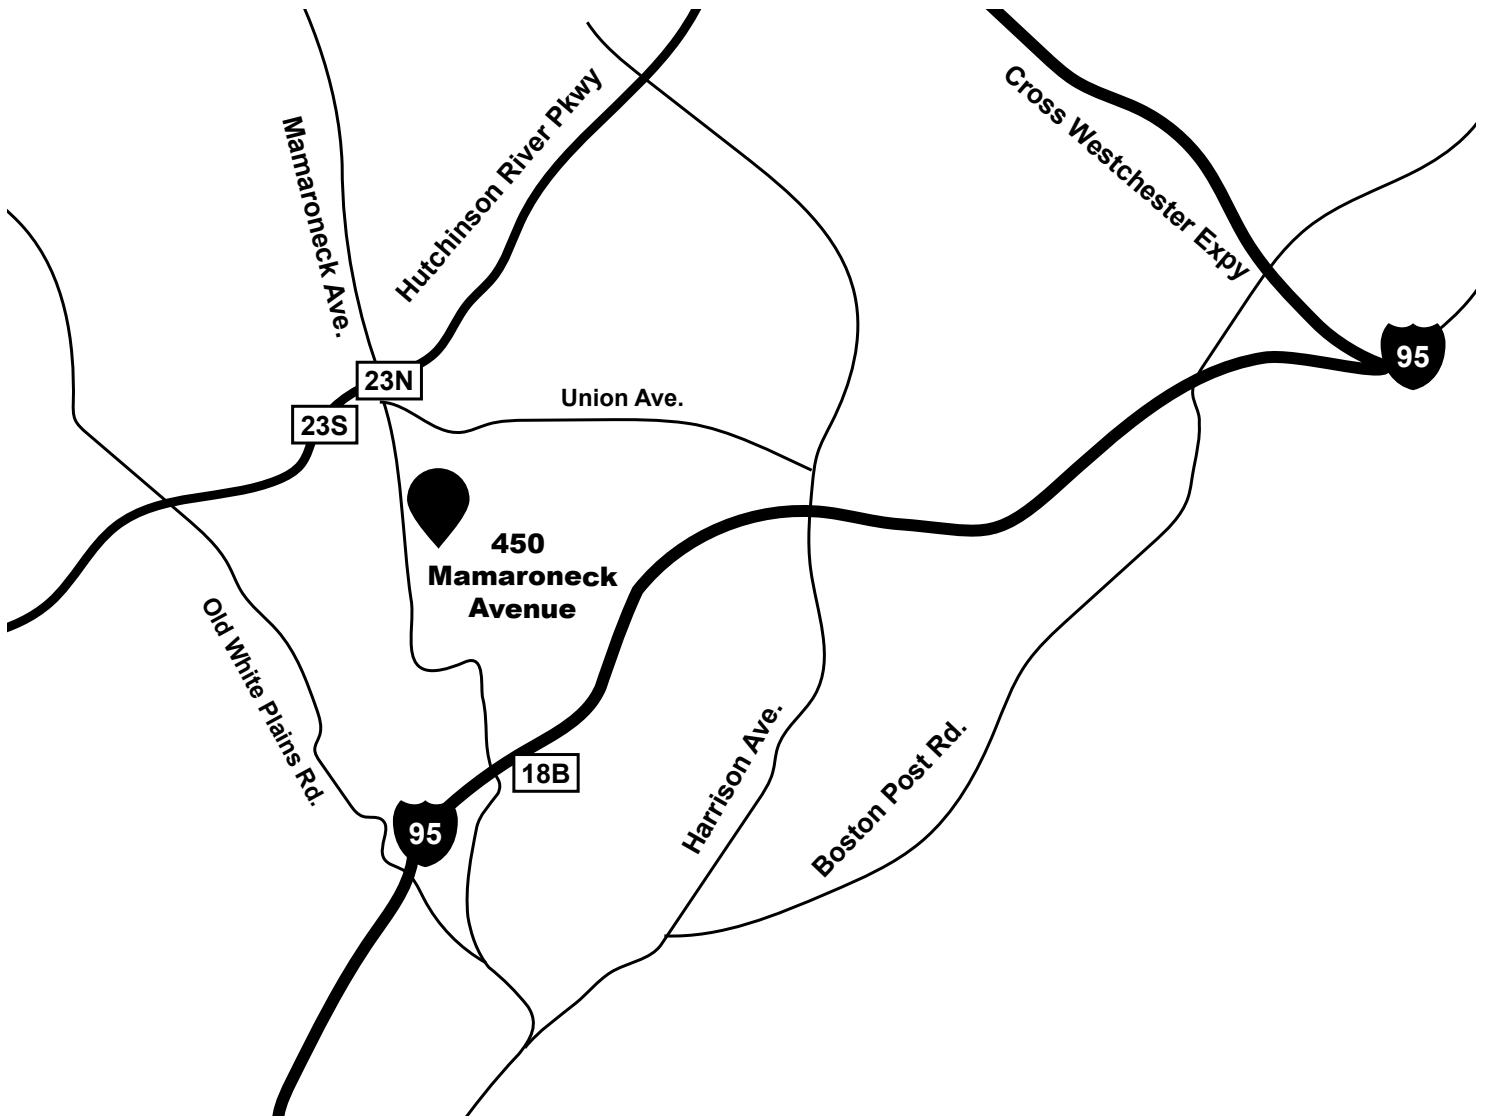 Cross Westchester Expy
Hutchinson River Pkwy
Mamaroneck Ave.
95
23N
Union Ave.
23S
450
Mamaroneck
Avenue
Old White Plains Rd.
Harrison Ave.
Boston Post Rd.
18B
95